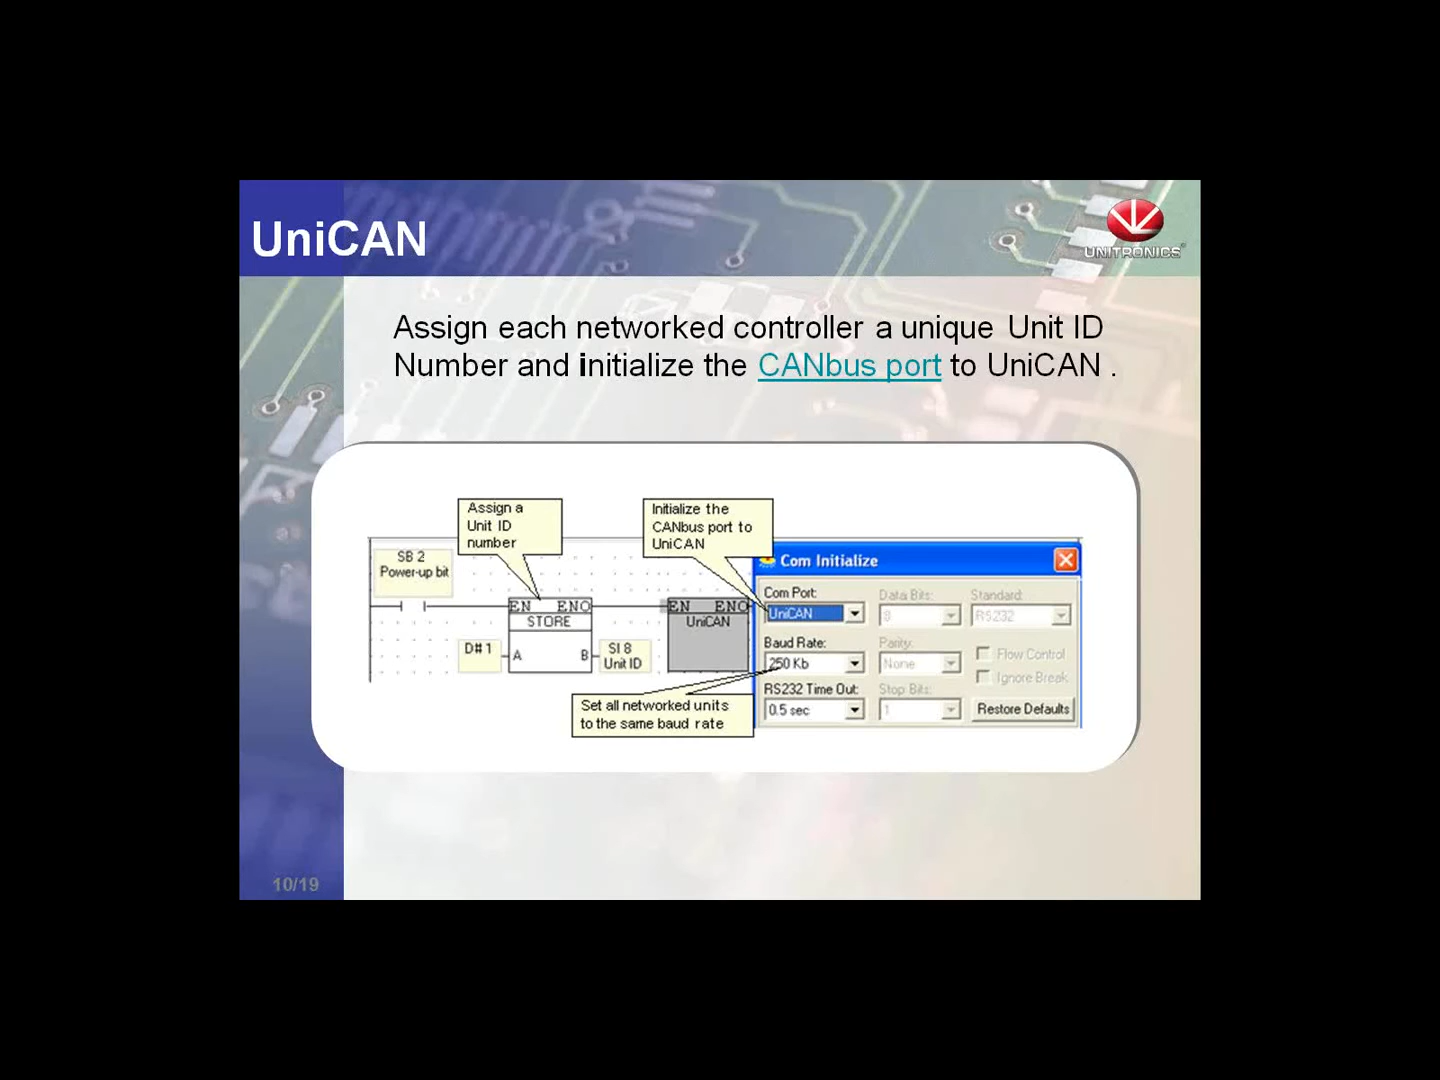 UniCAN
UNITRONICS
Assign each networked controller a unique Unit ID
Number and initialize the CANbus port to UniCAN .
Assign a
Unit ID
number
Initialize the
CANbus port to
UniCAN
SB 2
Power-up bit
EN ENO
STORE
D# 1
A B
SI 8
Unit ID
EN ENO
UniCAN
Set all networked units
to the same baud rate
Com Initialize
Com Port: Data Bits: Standard:
UniCAN 8 RS232
Baud Rate: Parity: Flow Control
250 Kb None Ignore Break
RS232 Time Out: Stop Bits:
0.5 sec 1 Restore Defaults
10/19